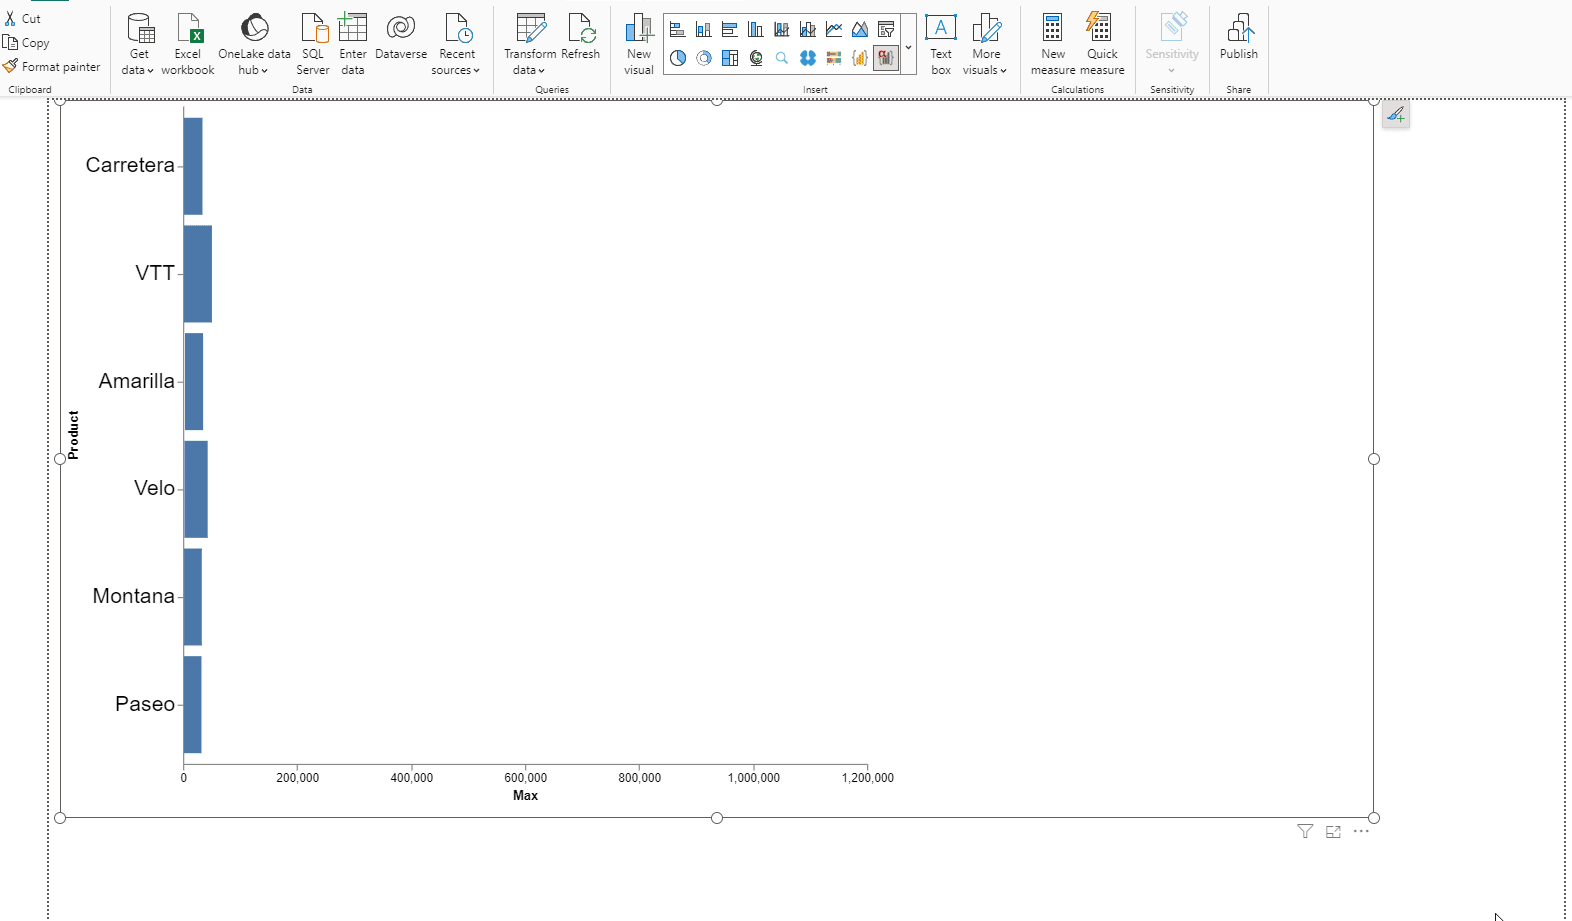 Cut
Copy
Format painter
Clipboard
Get data
Excel workbook
OneLake data hub
SQL Server
Enter data
Dataverse
Recent sources
Data
Transform data
Refresh
Queries
New visual
Text box
More visuals
Insert
New measure
Quick measure
Calculations
Sensitivity
Sensitivity
Publish
Share
Carretera
VTT
Amarilla
Product
Velo
Montana
Paseo
0 200,000 400,000 600,000 800,000 1,000,000 1,200,000
Max